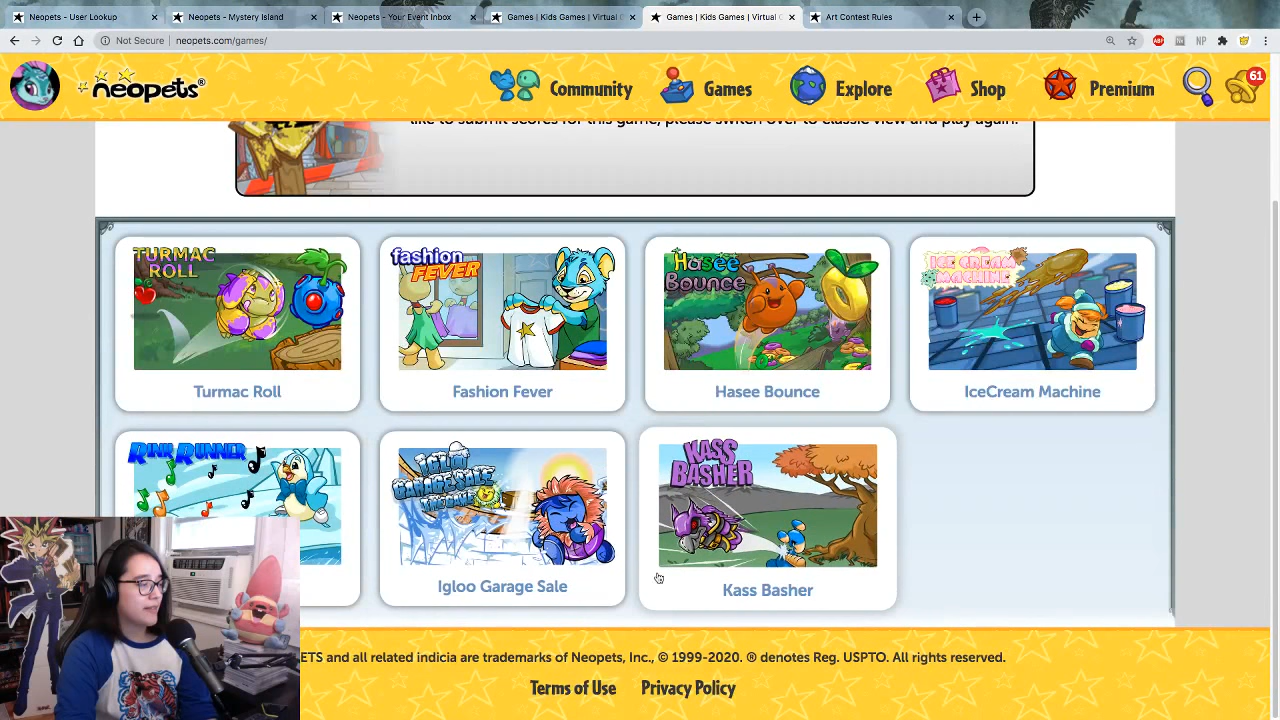 Neopets - User Lookup
Neopets - Mystery Island
Neopets - Your Event Inbox
Games | Kids Games | Virtual
Games | Kids Games | Virtual
Art Contest Rules
Not Secure | neopets.com/games/
ABP
NP
neopets®
Community
Games
Explore
Shop
Premium
61
like to submit scores for this game, please switch over to classic view and play again.
TURMAC ROLL
fashion FEVER
Hasee Bounce
ICE CREAM MACHINE
Turmac Roll
Fashion Fever
Hasee Bounce
IceCream Machine
RINK RUNNER
IGLOO GARAGE SALE
KASS BASHER
Igloo Garage Sale
Kass Basher
ETS and all related indicia are trademarks of Neopets, Inc., © 1999-2020. ® denotes Reg. USPTO. All rights reserved.
Terms of Use
Privacy Policy